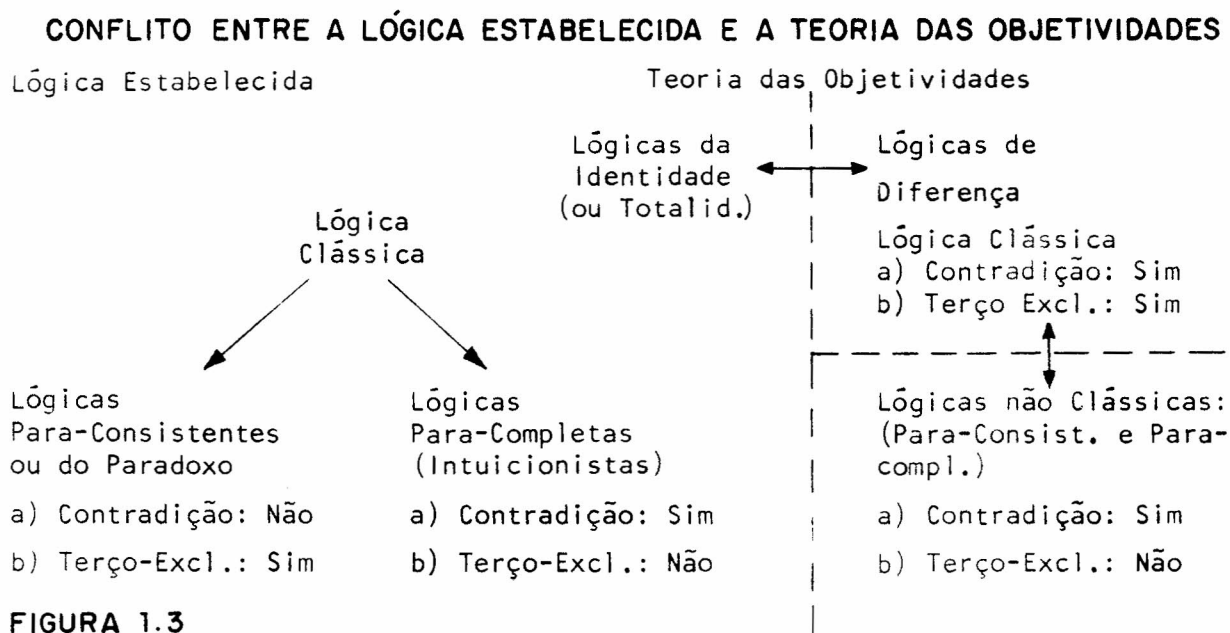 CONFLITO ENTRE A LÓGICA ESTABELECIDA E A TEORIA DAS OBJETIVIDADES
Lógica Estabelecida
Teoria das Objetividades
Lógica
Clássica
Lógicas
Para-Consistentes
ou do Paradoxo
a) Contradição: Não
b) Terço-Excl.: Sim
Lógicas
Para-Completas
(Intuicionistas)
a) Contradição: Sim
b) Terço-Excl.: Não
Lógicas da
Identidade
(ou Totalid.)
Lógicas de
Diferença
Lógica Clássica
a) Contradição: Sim
b) Terço Excl.: Sim
Lógicas não Clássicas:
(Para-Consist. e Para-
compl.)
a) Contradição: Sim
b) Terço-Excl.: Não
FIGURA 1.3